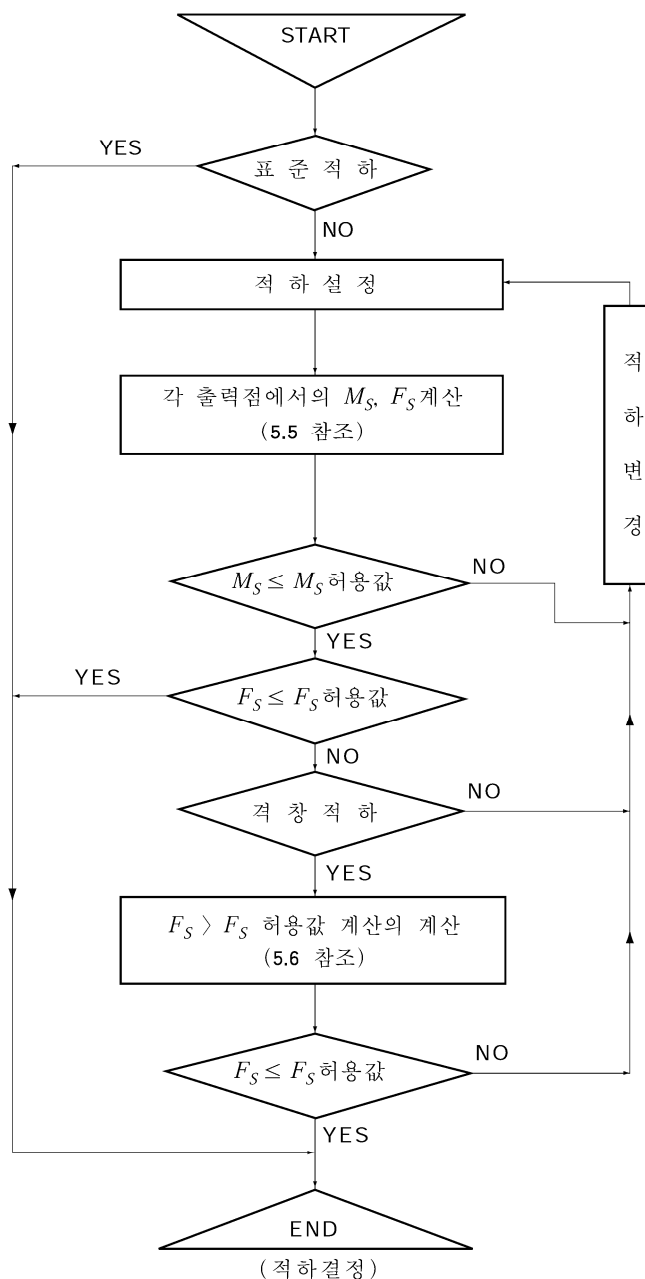 START
YES
표 준 적 하
NO
적 하 설 정
적
하
변
경
각 출력점에서의 M_S, F_S 계산
(5.5 참조)
M_S ≤ M_S 허용값
NO
YES
YES
F_S ≤ F_S 허용값
NO
격 창 적 하
NO
YES
F_S 〉 F_S 허용값 계산의 계산
(5.6 참조)
F_S ≤ F_S 허용값
NO
YES
END
(적하결정)